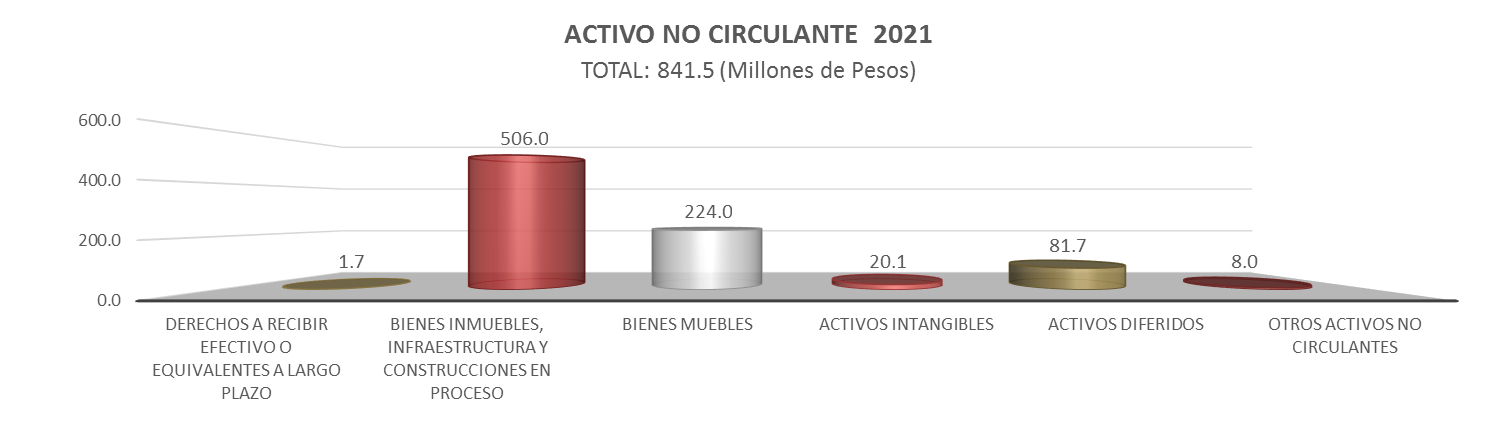 ACTIVO NO CIRCULANTE 2021
TOTAL: 841.5 (Millones de Pesos)
600.0
400.0
200.0
0.0
1.7
506.0
224.0
20.1
81.7
8.0
DERECHOS A RECIBIR
EFECTIVO O
EQUIVALENTES A LARGO
PLAZO
BIENES INMUEBLES,
INFRAESTRUCTURA Y
CONSTRUCCIONES EN
PROCESO
BIENES MUEBLES
ACTIVOS INTANGIBLES
ACTIVOS DIFERIDOS
OTROS ACTIVOS NO
CIRCULANTES